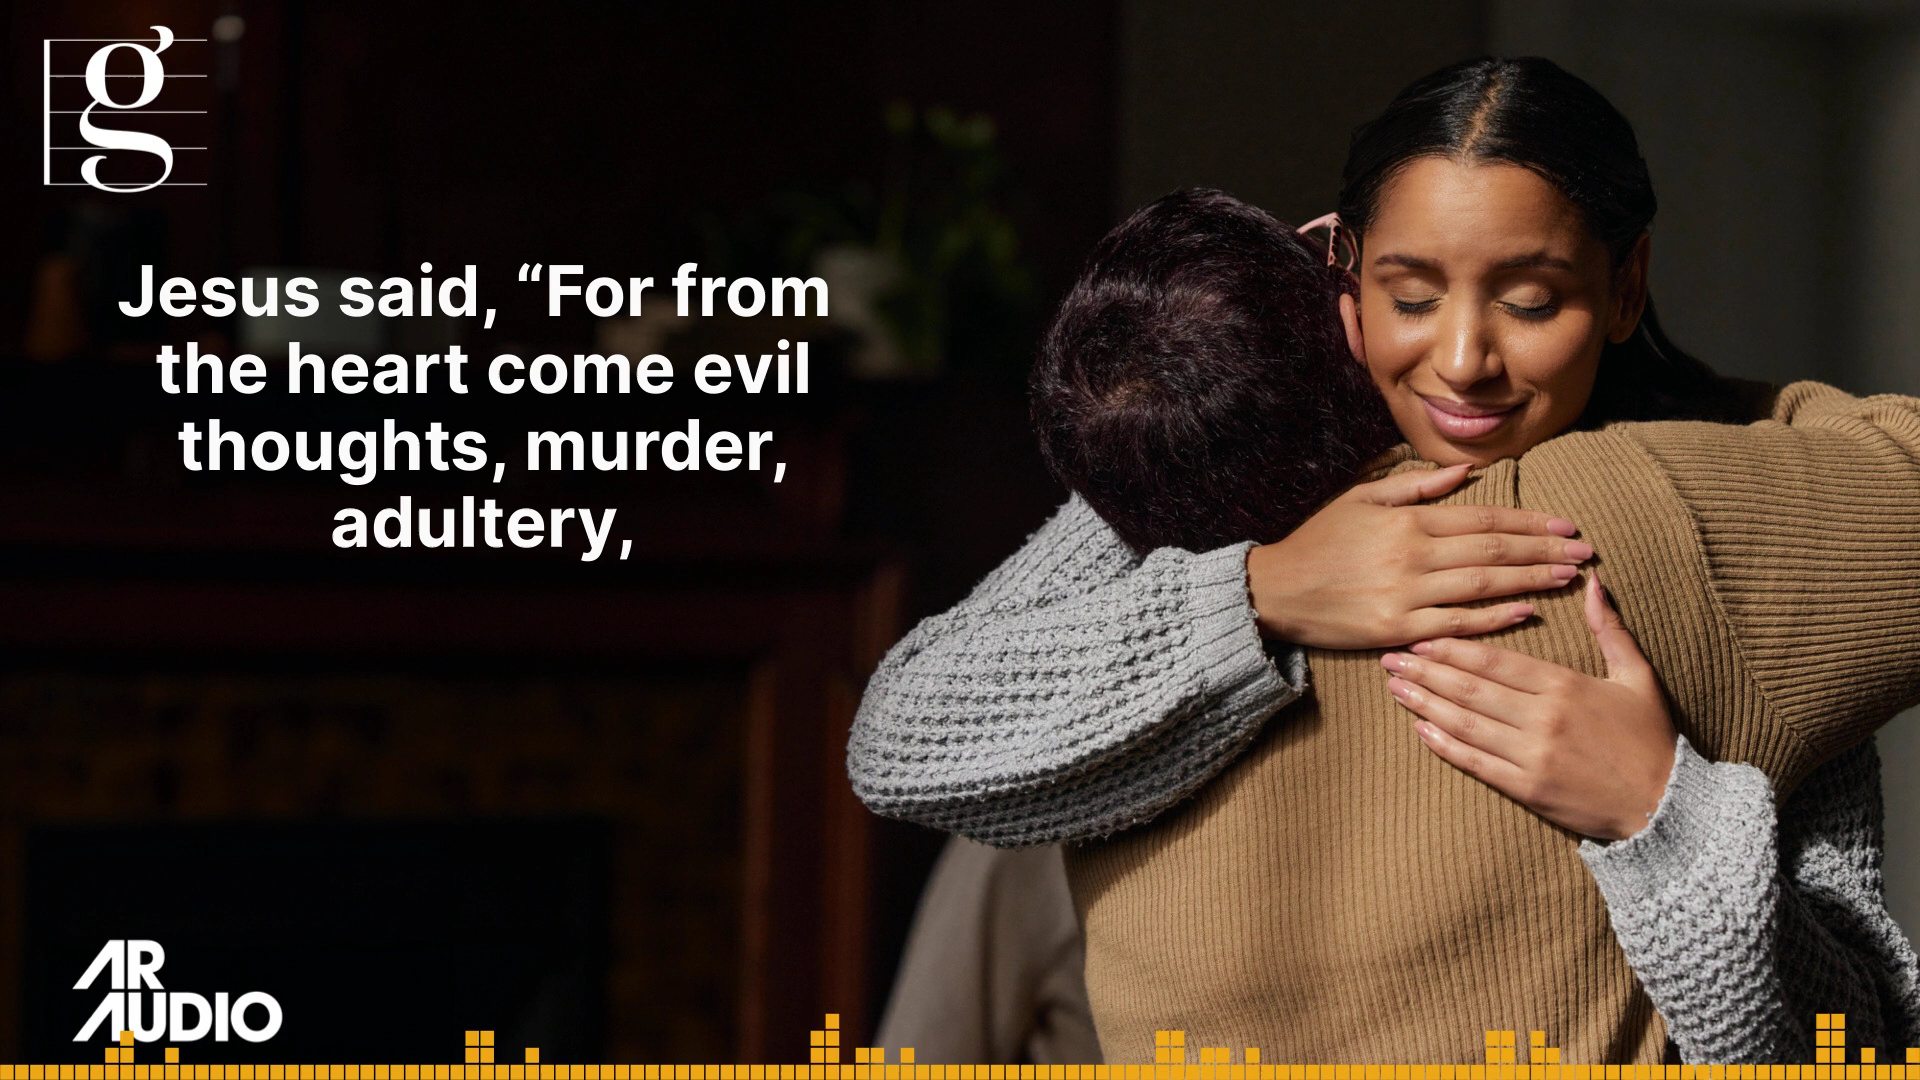 g
Jesus said, “For from
the heart come evil
thoughts, murder,
adultery,
AR
AUDIO